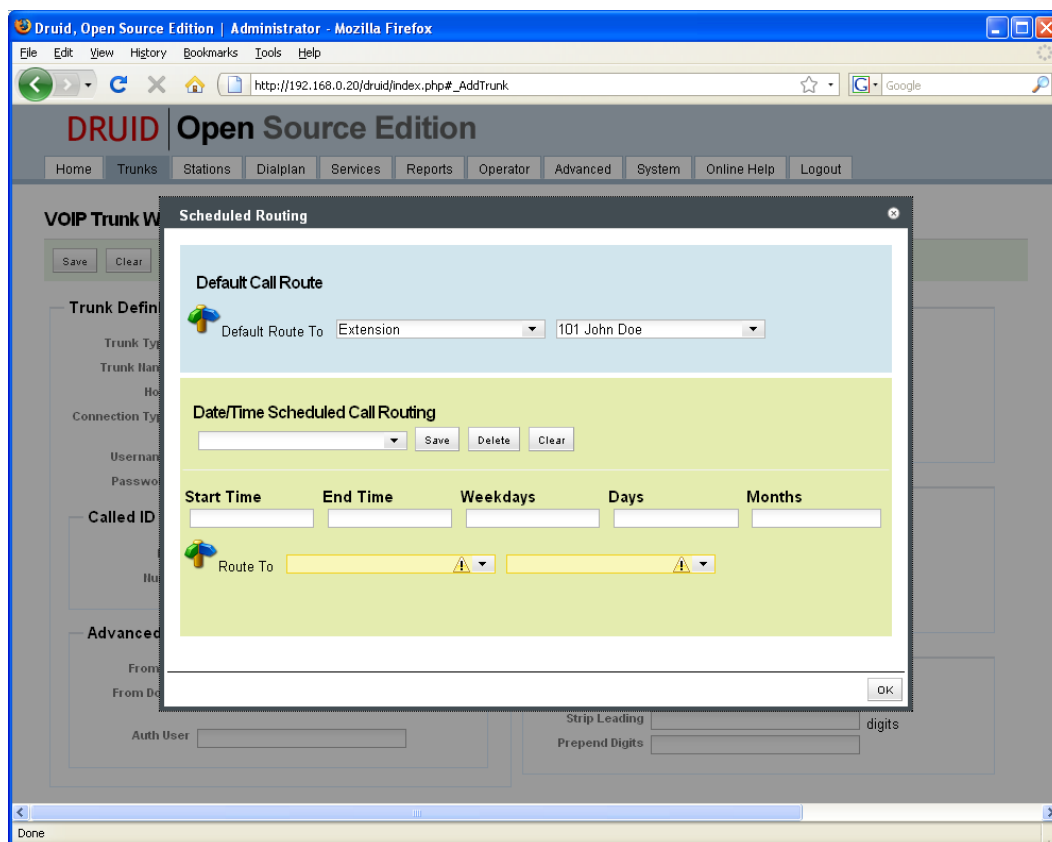 Druid, Open Source Edition | Administrator - Mozilla Firefox
File Edit View History Bookmarks Tools Help
http://192.168.0.20/druid/index.php#_AddTrunk
G Google
DRUID Open Source Edition
Home Trunks Stations Dialplan Services Reports Operator Advanced System Online Help Logout
VOIP Trunk W
Scheduled Routing
Save Clear
Default Call Route
Trunk Defini
Default Route To Extension 101 John Doe
Trunk Typ
Trunk Nam
Ho
Connection Typ
Date/Time Scheduled Call Routing
Save Delete Clear
Usernam
Passwo
Start Time End Time Weekdays Days Months
Called ID
Route To
Nu
Advanced
From
From Do
OK
Strip Leading digits
Auth User
Prepend Digits
Done